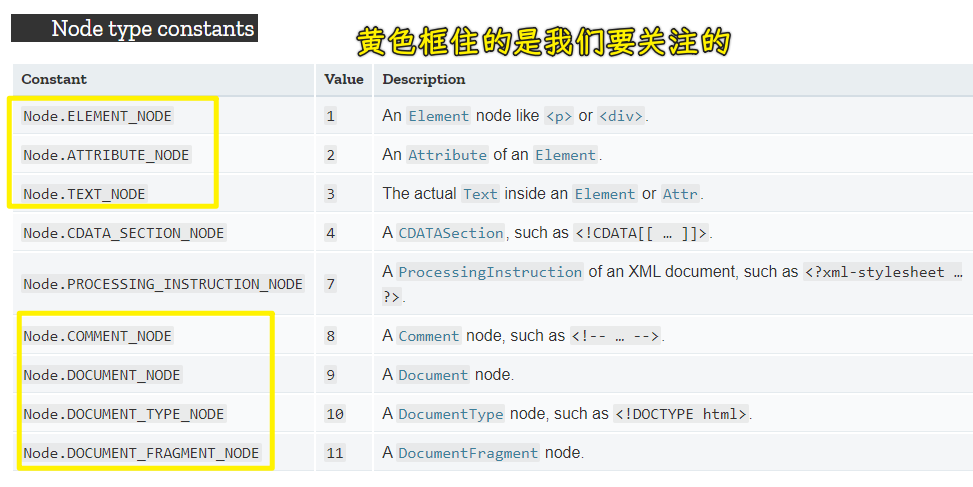 Node type constants
黄色框住的是我们要关注的
Constant Value Description
Node.ELEMENT_NODE 1 An Element node like <p> or <div>.
Node.ATTRIBUTE_NODE 2 An Attribute of an Element.
Node.TEXT_NODE 3 The actual Text inside an Element or Attr.
Node.CDATA_SECTION_NODE 4 A CDATASection, such as <!CDATA[[ … ]]>.
Node.PROCESSING_INSTRUCTION_NODE 7 A ProcessingInstruction of an XML document, such as <?xml-stylesheet …
?>.
Node.COMMENT_NODE 8 A Comment node, such as <!-- … -->.
Node.DOCUMENT_NODE 9 A Document node.
Node.DOCUMENT_TYPE_NODE 10 A DocumentType node, such as <!DOCTYPE html>.
Node.DOCUMENT_FRAGMENT_NODE 11 A DocumentFragment node.